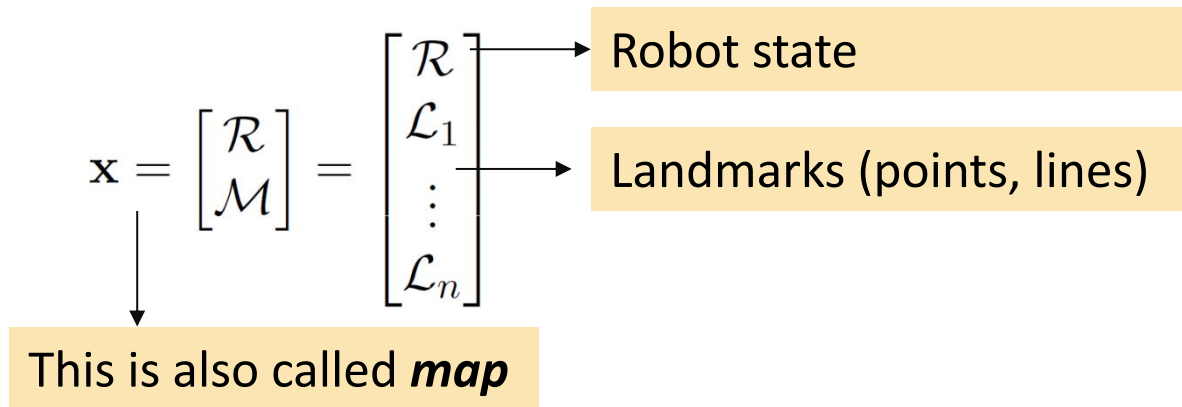 x = [ℛ ℳ] = [ℛ ℒ₁ ⋮ ℒₙ]
Robot state
Landmarks (points, lines)
This is also called map